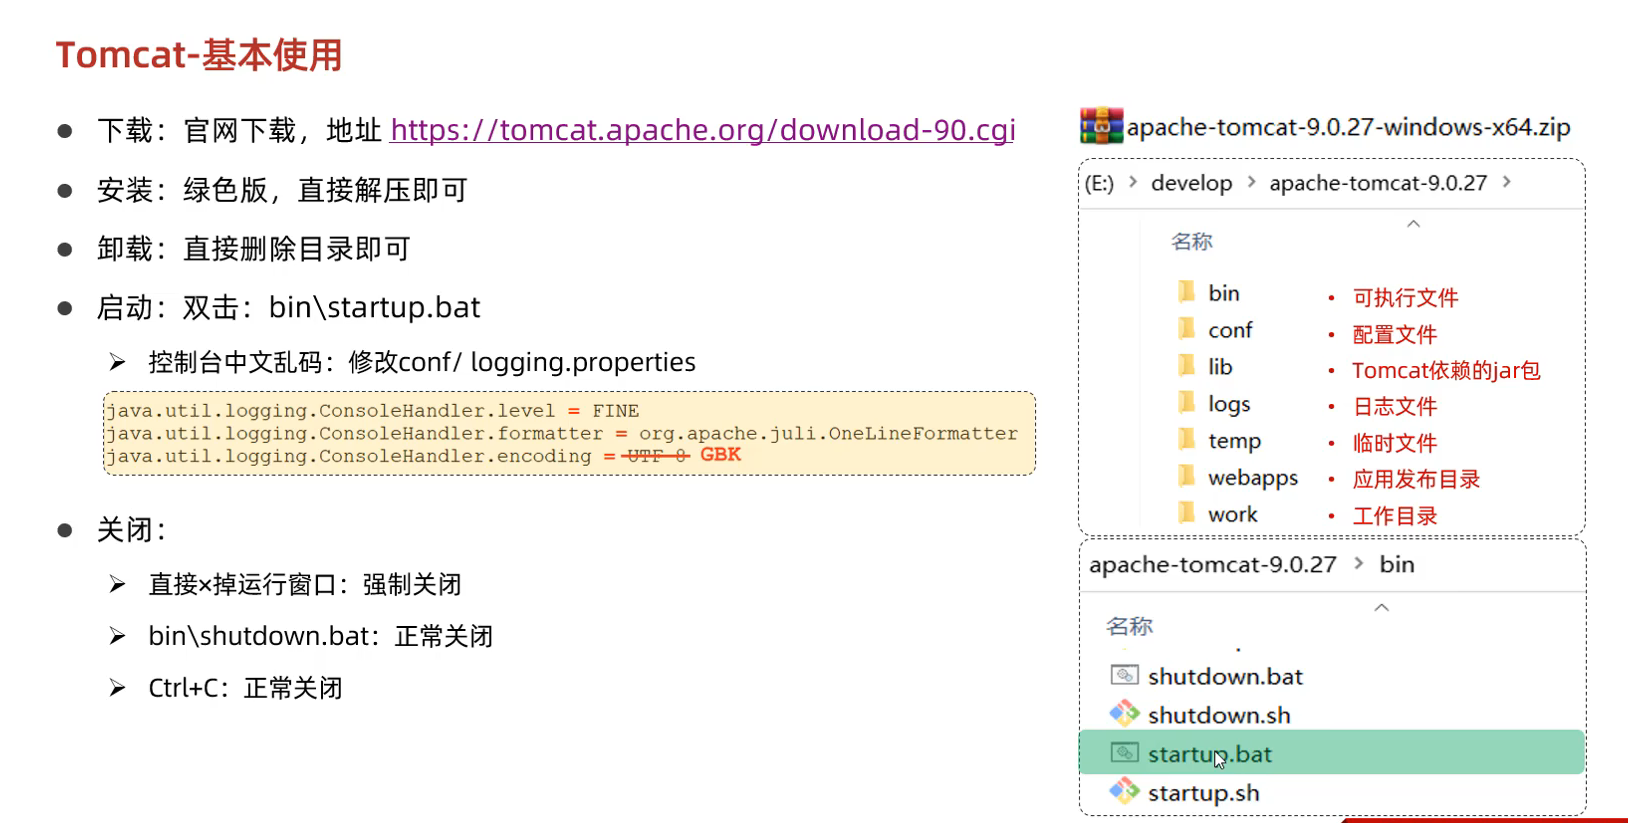 Tomcat-基本使用
下载：官网下载，地址 https://tomcat.apache.org/download-90.cgi
安装：绿色版，直接解压即可
卸载：直接删除目录即可
启动：双击：bin\startup.bat
控制台中文乱码：修改conf/ logging.properties
java.util.logging.ConsoleHandler.level = FINE
java.util.logging.ConsoleHandler.formatter = org.apache.juli.OneLineFormatter
java.util.logging.ConsoleHandler.encoding = UTF-8 GBK
关闭：
直接×掉运行窗口：强制关闭
bin\shutdown.bat：正常关闭
Ctrl+C：正常关闭
apache-tomcat-9.0.27-windows-x64.zip
(E:) > develop > apache-tomcat-9.0.27 >
名称
bin • 可执行文件
conf • 配置文件
lib • Tomcat依赖的jar包
logs • 日志文件
temp • 临时文件
webapps • 应用发布目录
work • 工作目录
apache-tomcat-9.0.27 > bin
名称
shutdown.bat
shutdown.sh
startup.bat
startup.sh